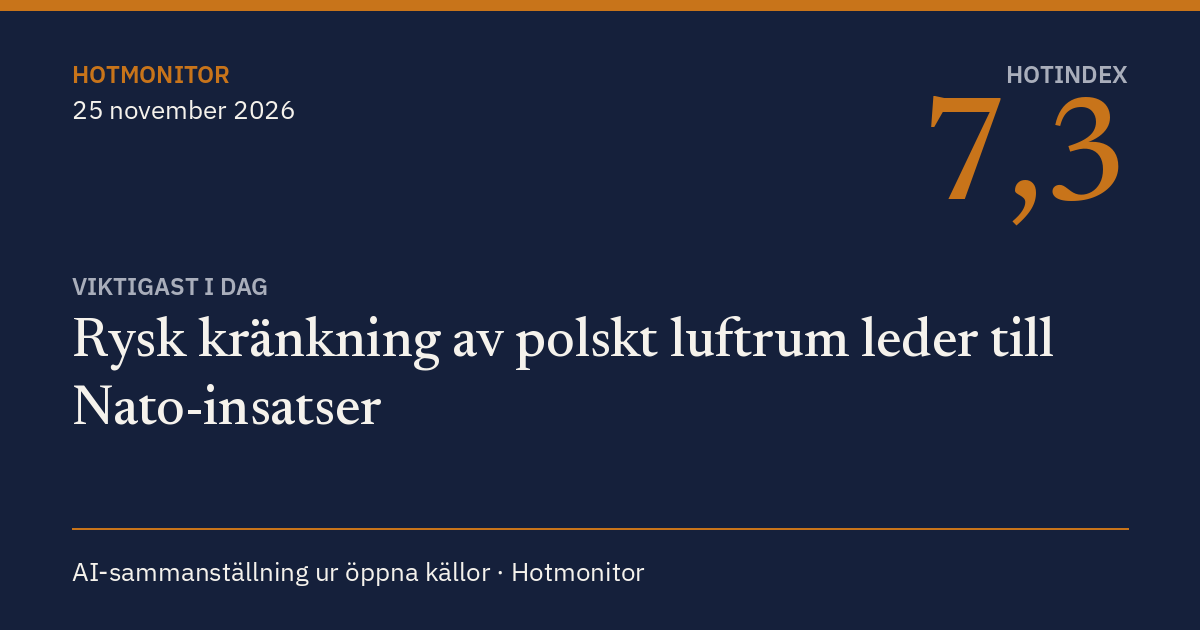 HOTMONITOR
25 november 2026
HOTINDEX
7,3
VIKTIGAST I DAG
Rysk kränkning av polskt luftrum leder till
Nato-insatser
AI-sammanställning ur öppna källor · Hotmonitor